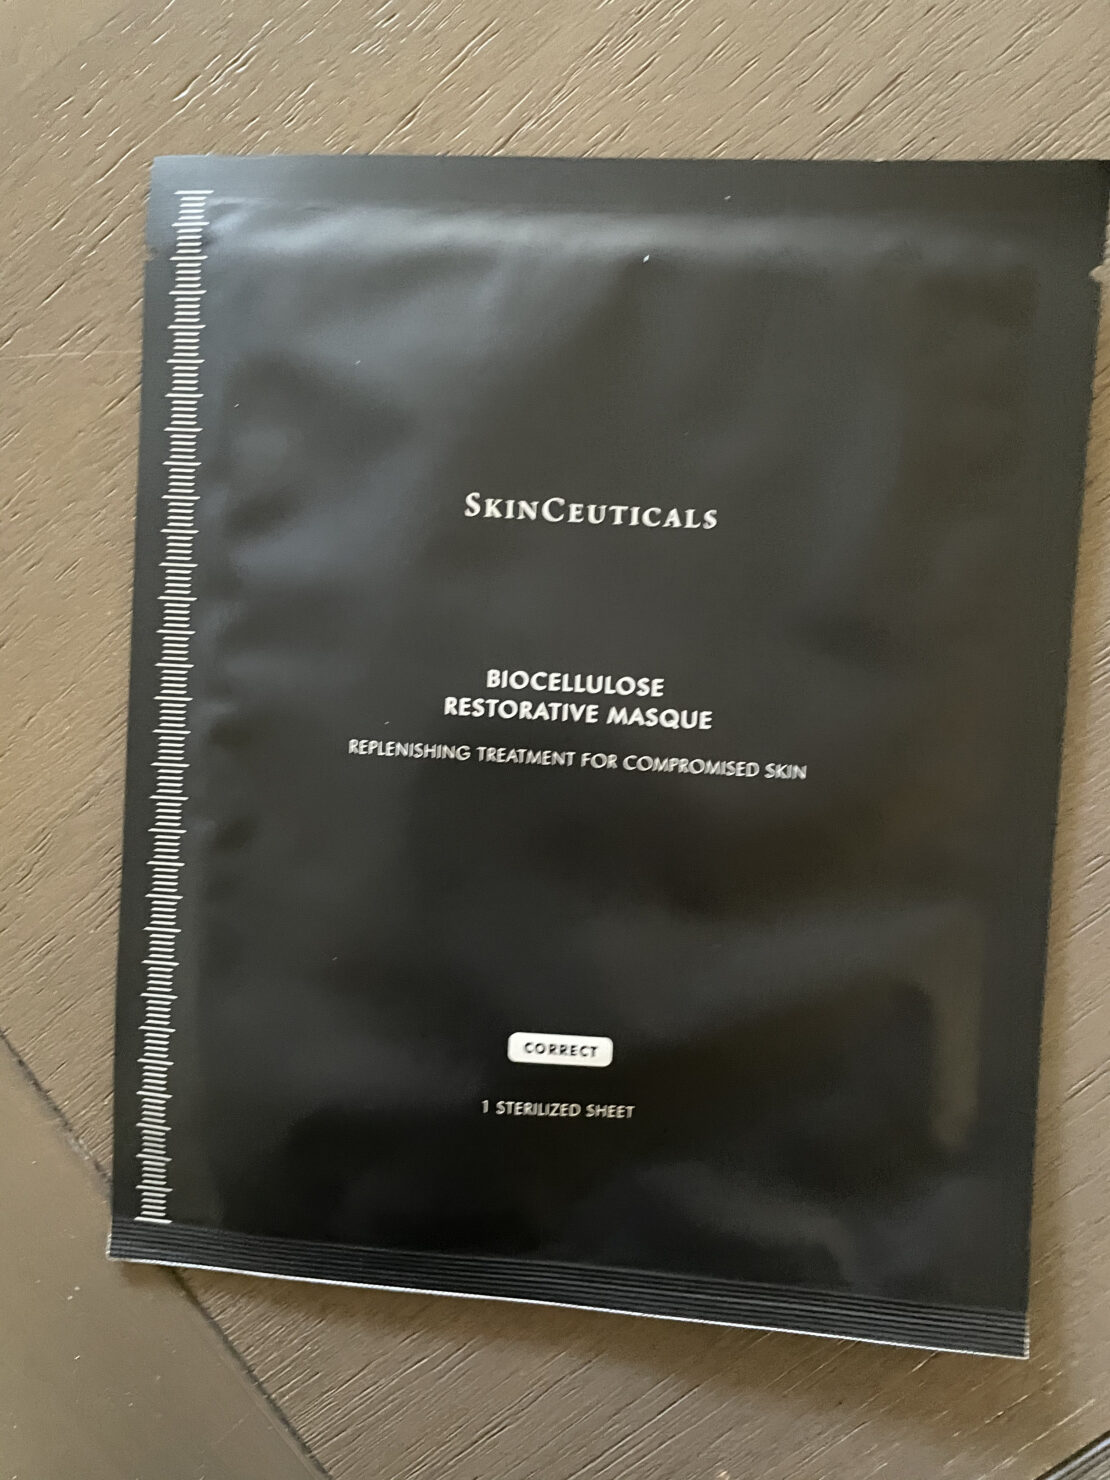 SKINCEUTICALS
BIOCELLULOSE
RESTORATIVE MASQUE
REPLENISHING TREATMENT FOR COMPROMISED SKIN
CORRECT
1 STERILIZED SHEET